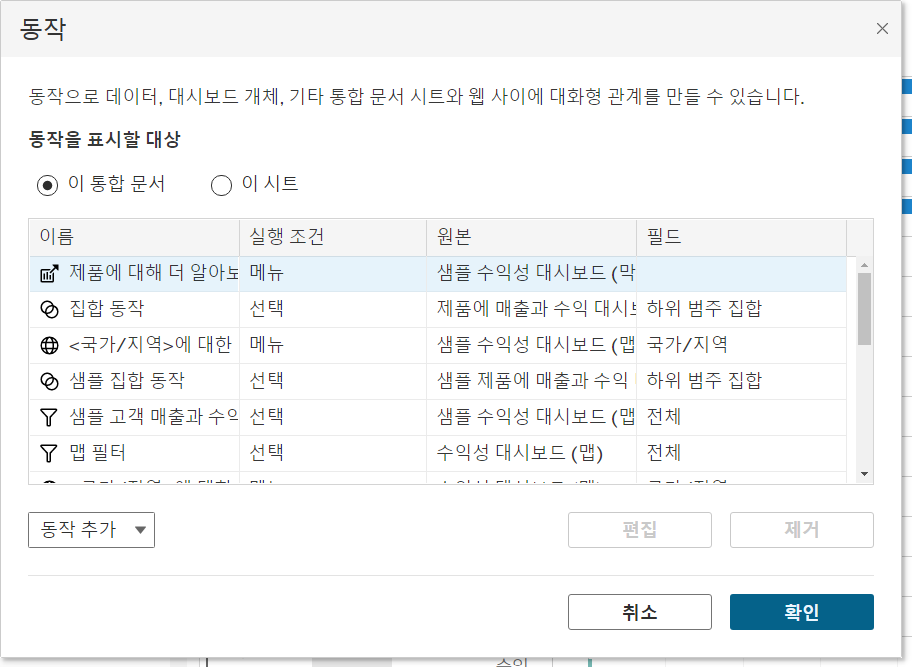 동작
동작으로 데이터, 대시보드 개체, 기타 통합 문서 시트와 웹 사이에 대화형 관계를 만들 수 있습니다.
동작을 표시할 대상
이 통합 문서 이 시트
이름 실행 조건 원본 필드
제품에 대해 더 알아보 메뉴 샘플 수익성 대시보드 (막
집합 동작 선택 제품에 매출과 수익 대시보 하위 범주 집합
<국가/지역>에 대한 메뉴 샘플 수익성 대시보드 (맵 국가/지역
샘플 집합 동작 선택 샘플 제품에 매출과 수익 하위 범주 집합
샘플 고객 매출과 수익 선택 샘플 수익성 대시보드 (맵 전체
맵 필터 선택 수익성 대시보드 (맵) 전체
동작 추가 편집 제거
취소 확인